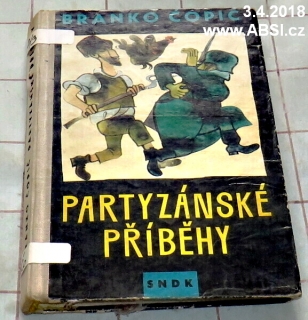 BRANKO ĆOPIĆ
3.4.2018
www.ABSI.cz
PARTYZÁNSKÉ
PŘÍBĚHY
SNDK